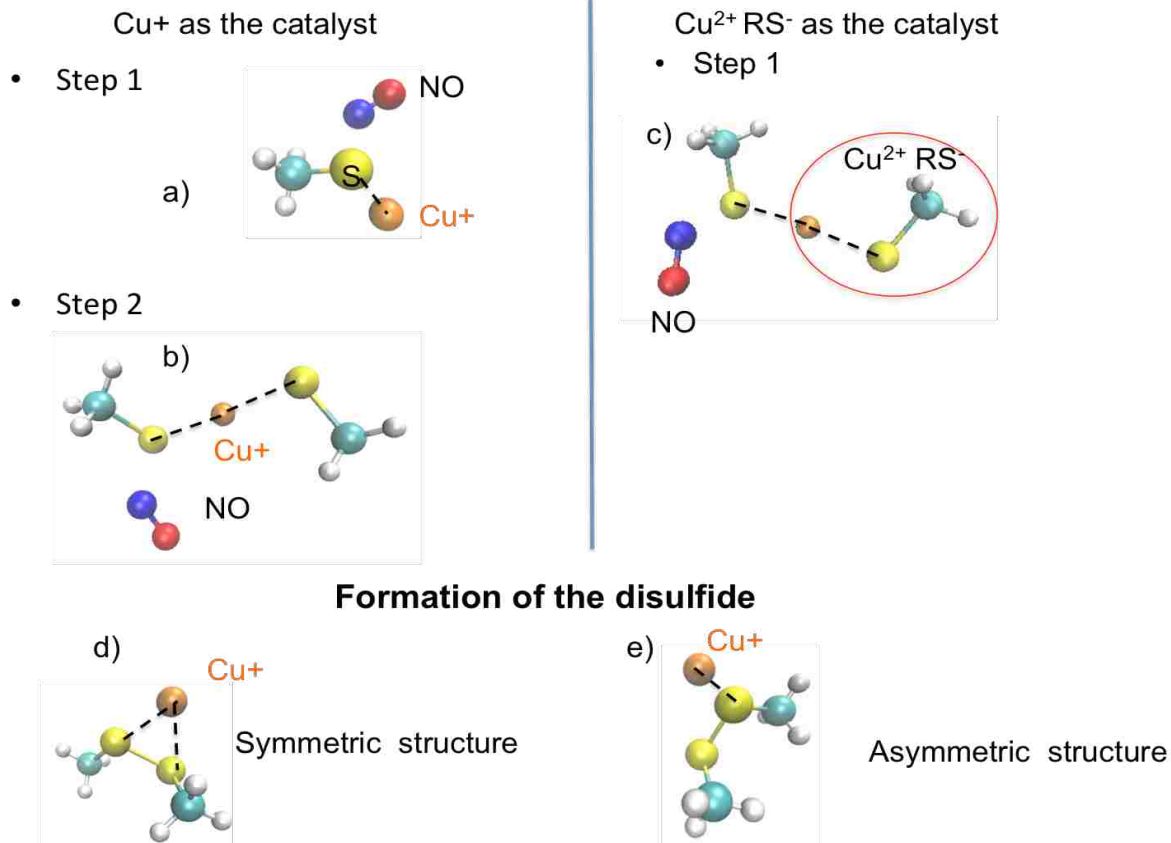 Cu+ as the catalyst
• Step 1
NO
S
a)
Cu+
• Step 2
b)
Cu+
NO
Cu²⁺ RS⁻ as the catalyst
• Step 1
c)
Cu²⁺ RS⁻
NO
Formation of the disulfide
d)
Cu+
Symmetric structure
e)
Cu+
Asymmetric structure